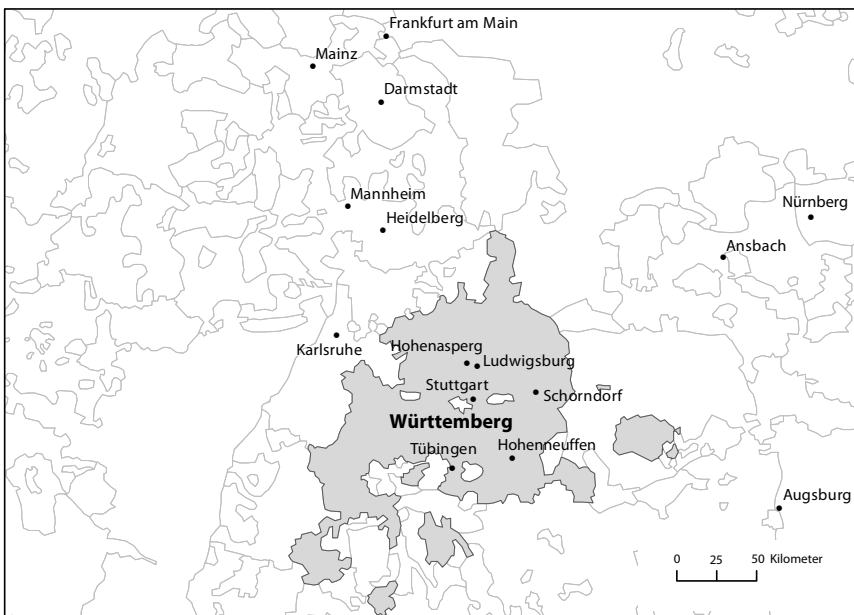 Frankfurt am Main
Mainz
Darmstadt
Mannheim
Heidelberg
Nürnberg
Ansbach
Karlsruhe
Hohenasperg
Ludwigsburg
Stuttgart
Schorndorf
Württemberg
Tübingen
Hohenneuffen
Augsburg
0 25 50 Kilometer